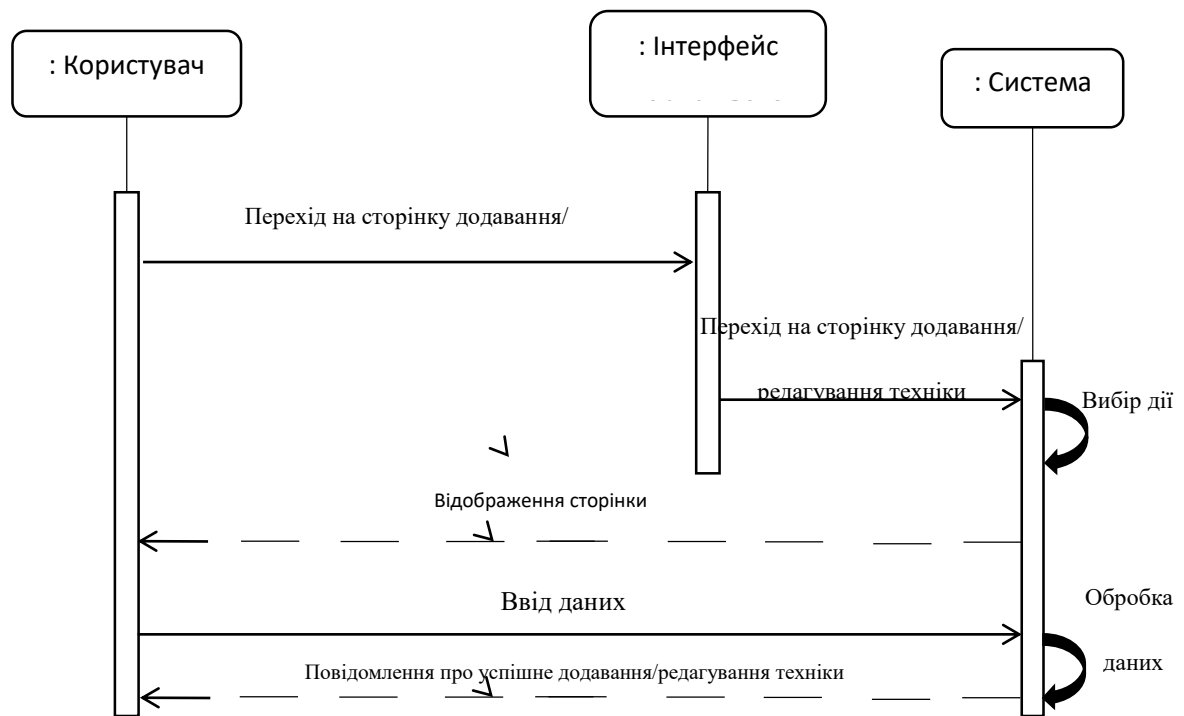 : Користувач
: Інтерфейс
: Система
Перехід на сторінку додавання/
Перехід на сторінку додавання/
редагування техніки
Вибір дії
Відображення сторінки
Ввід даних
Обробка
даних
Повідомлення про успішне додавання/редагування техніки